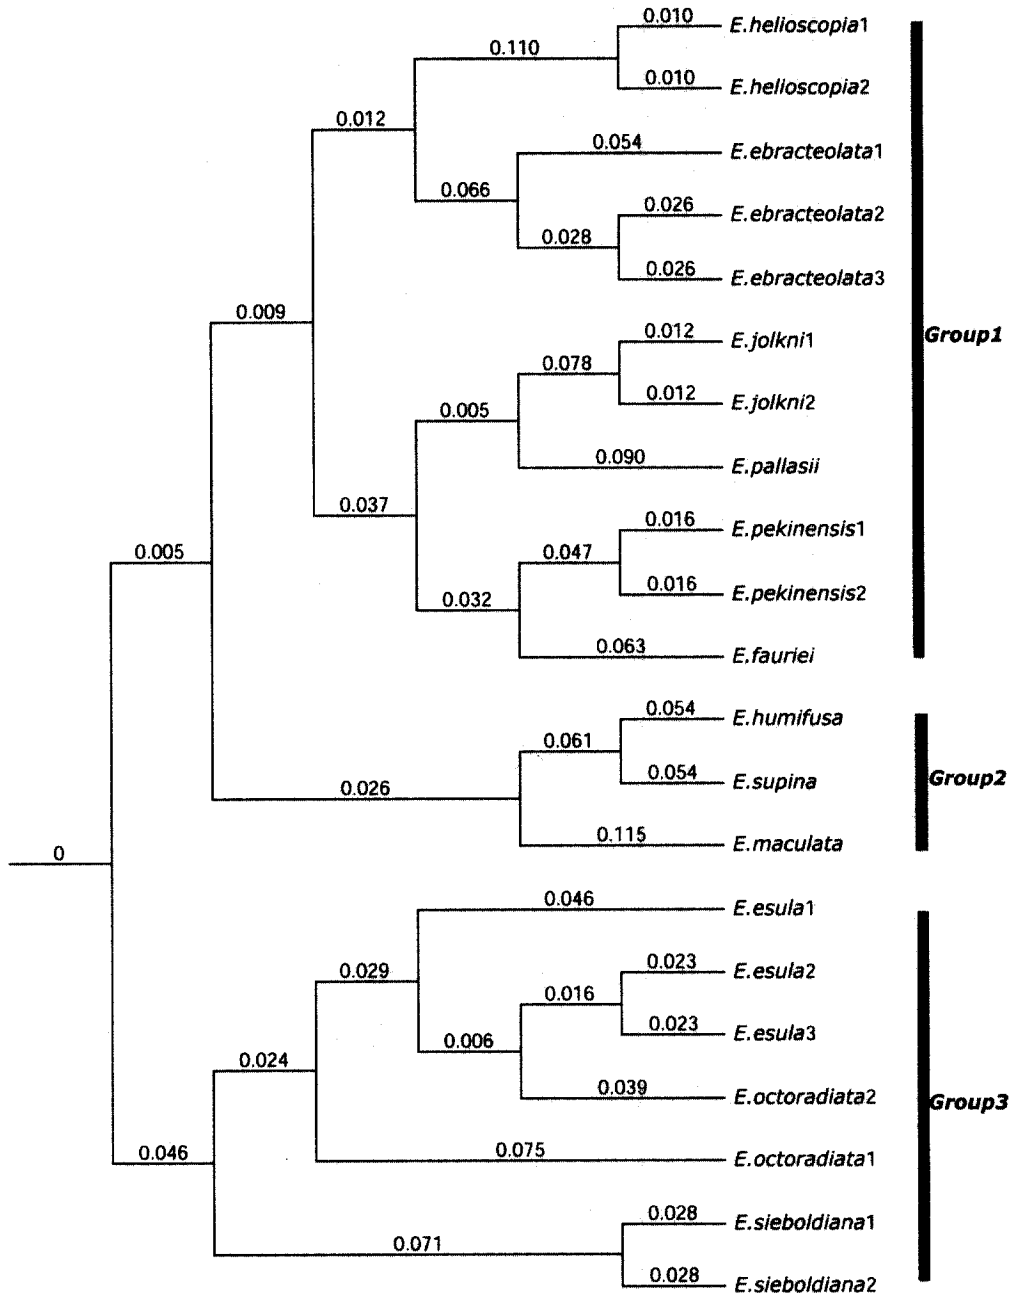 0.010
E.helioscopia1
0.110
0.010
E.helioscopia2
0.012
0.054
E.ebracteolata1
0.066
0.026
E.ebracteolata2
0.028
0.026
E.ebracteolata3
0.009
0.012
E.jolkni1
Group1
0.078
0.012
E.jolkni2
0.005
0.090
E.pallasii
0.037
0.016
E.pekinensis1
0.005
0.047
0.016
E.pekinensis2
0.032
0.063
E.fauriei
0.054
E.humifusa
0.061
0.054
E.supina
Group2
0.026
0.115
E.maculata
0
0.046
E.esula1
0.029
0.023
E.esula2
0.016
0.023
E.esula3
0.006
0.024
0.039
E.octoradiata2
Group3
0.046
0.075
E.octoradiata1
0.028
E.sieboldiana1
0.071
0.028
E.sieboldiana2